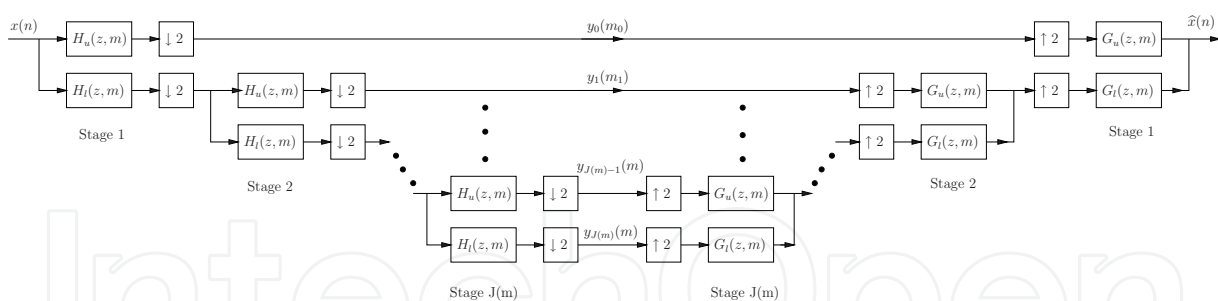 x(n) H_u(z,m) ↓2 y_0(m_0) ↑2 G_u(z,m) x̂(n)
H_l(z,m) ↓2 H_u(z,m) ↓2 y_1(m_1) ↑2 G_u(z,m) ↑2 G_l(z,m)
Stage 1 H_l(z,m) ↓2 ↑2 G_l(z,m) Stage 1
Stage 2 H_u(z,m) ↓2 y_{J(m)−1}(m) ↑2 G_u(z,m) Stage 2
H_l(z,m) ↓2 y_{J(m)}(m) ↑2 G_l(z,m)
Stage J(m) Stage J(m)
IntechOpen